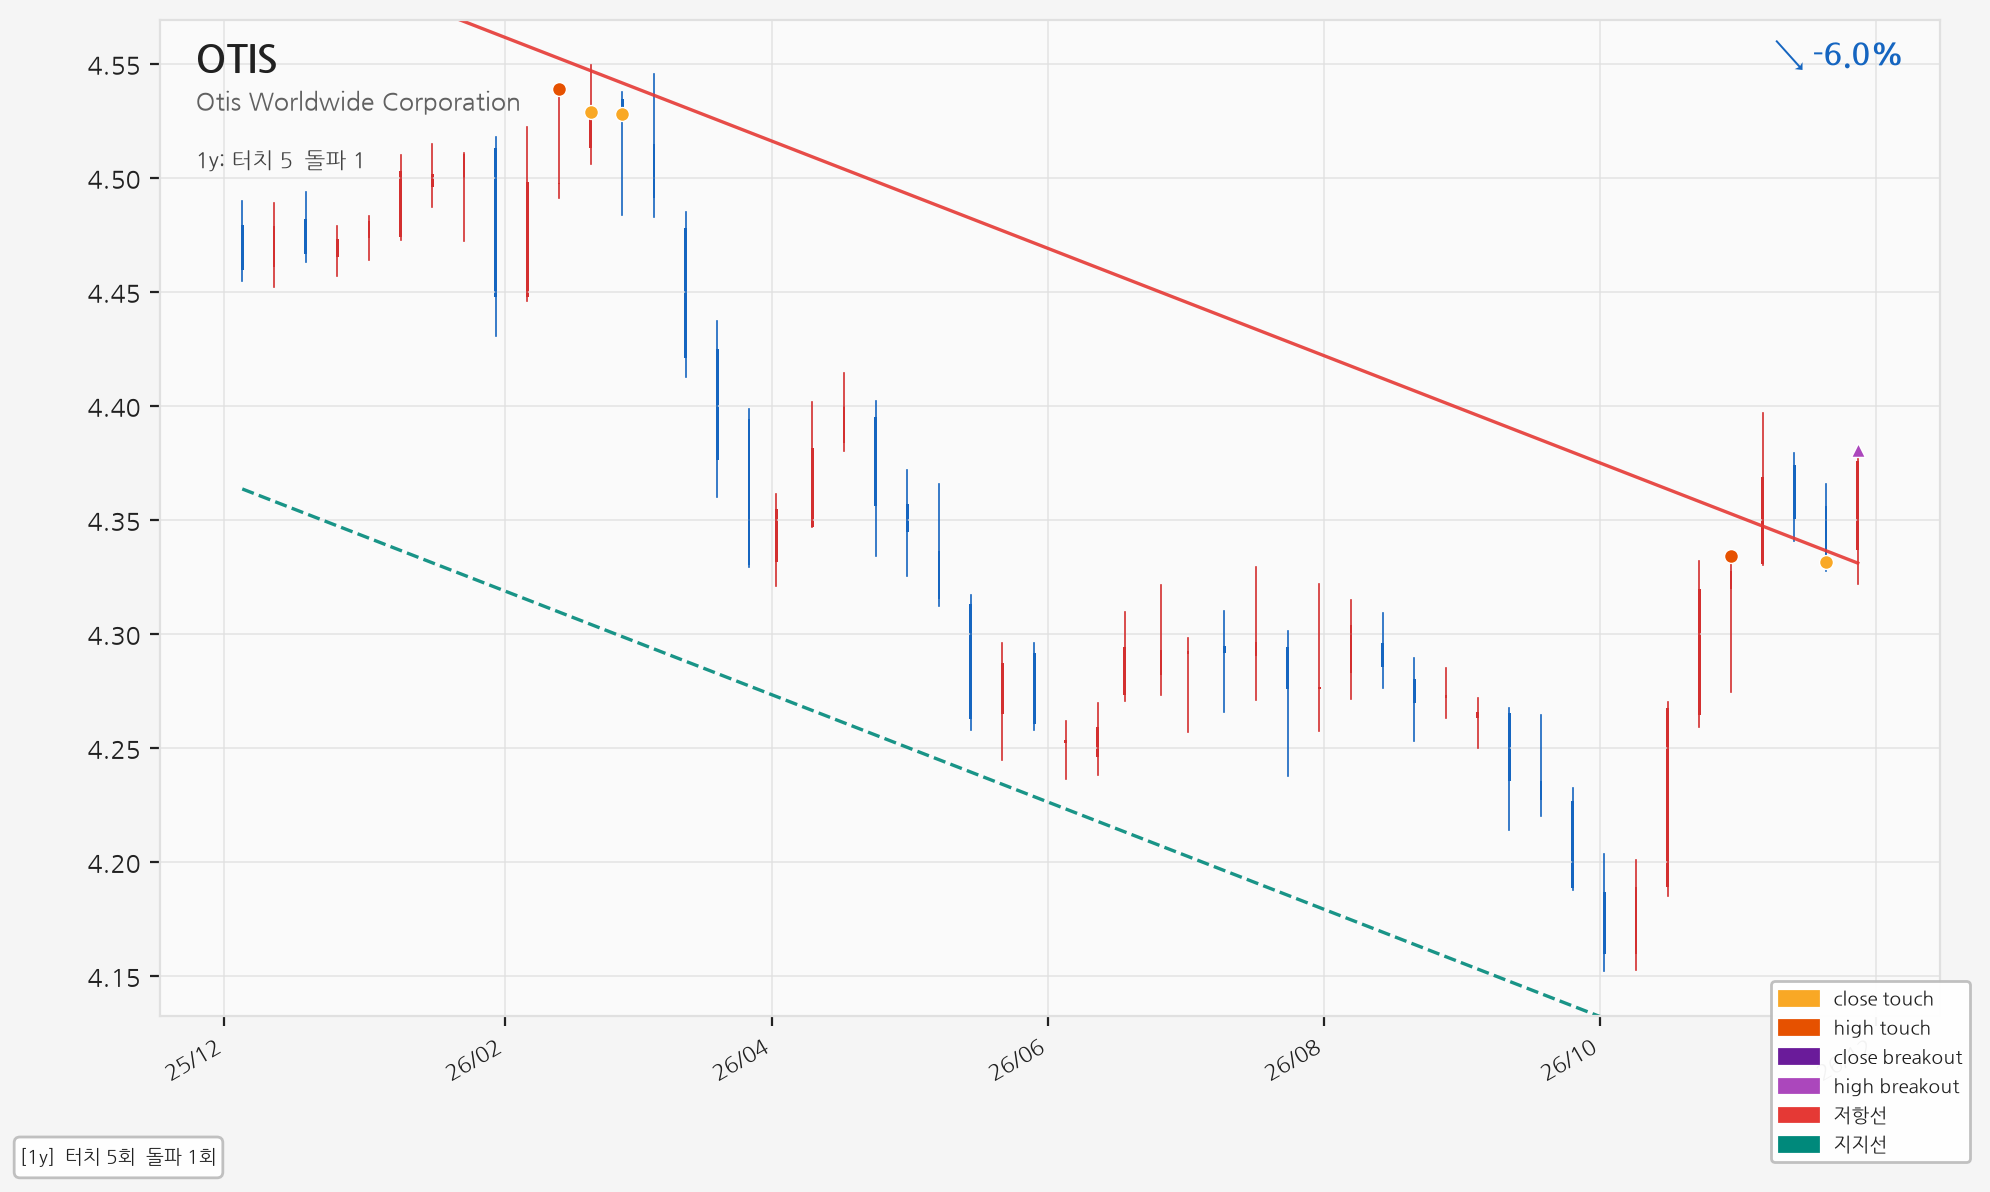 OTIS
Otis Worldwide Corporation
1y: 터치 5 돌파 1
-6.0%
4.55
4.50
4.45
4.40
4.35
4.30
4.25
4.20
4.15
25/12
26/02
26/04
26/06
26/08
26/10
close touch
high touch
close breakout
high breakout
저항선
지지선
[1y] 터치 5회 돌파 1회